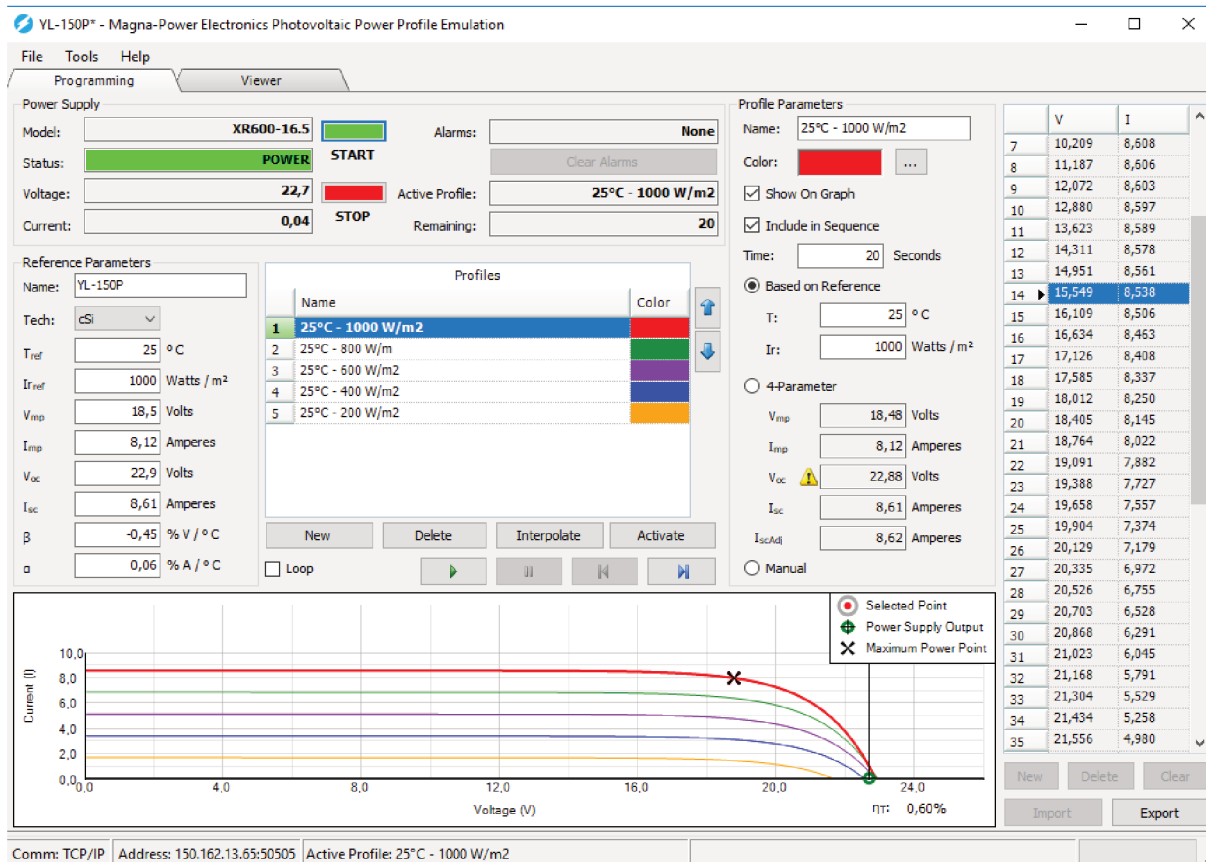 YL-150P* - Magna-Power Electronics Photovoltaic Power Profile Emulation
File Tools Help
Programming Viewer
Power Supply
Model: XR600-16.5
START
Status: POWER
Voltage: 22,7
STOP
Current: 0,04
Alarms: None
Clear Alarms
Active Profile: 25°C - 1000 W/m2
Remaining: 20
Reference Parameters
Name: YL-150P
Tech: cSi
Tref 25 °C
Irref 1000 Watts / m²
Vmp 18,5 Volts
Imp 8,12 Amperes
Voc 22,9 Volts
Isc 8,61 Amperes
β -0,45 % V / °C
α 0,06 % A / °C
Profiles
Name Color
1 25°C - 1000 W/m2
2 25°C - 800 W/m
3 25°C - 600 W/m2
4 25°C - 400 W/m2
5 25°C - 200 W/m2
New Delete Interpolate Activate
Loop
Profile Parameters
Name: 25°C - 1000 W/m2
Color: ...
Show On Graph
Include in Sequence
Time: 20 Seconds
Based on Reference
T: 25 °C
Ir: 1000 Watts / m²
4-Parameter
Vmp 18,48 Volts
Imp 8,12 Amperes
Voc 22,88 Volts
Isc 8,61 Amperes
IscAdj 8,62 Amperes
Manual
V I
7 10,209 8,608
8 11,187 8,606
9 12,072 8,603
10 12,880 8,597
11 13,623 8,589
12 14,311 8,578
13 14,951 8,561
14 15,549 8,538
15 16,109 8,506
16 16,634 8,463
17 17,126 8,408
18 17,585 8,337
19 18,012 8,250
20 18,405 8,145
21 18,764 8,022
22 19,091 7,882
23 19,388 7,727
24 19,658 7,557
25 19,904 7,374
26 20,129 7,179
27 20,335 6,972
28 20,526 6,755
29 20,703 6,528
30 20,868 6,291
31 21,023 6,045
32 21,168 5,791
33 21,304 5,529
34 21,434 5,258
35 21,556 4,980
New Delete Clear
Import Export
Selected Point
Power Supply Output
Maximum Power Point
Current (I)
10,0
8,0
6,0
4,0
2,0
0,0
0,0 4,0 8,0 12,0 16,0 20,0 24,0
Voltage (V)
ηT: 0,60%
Comm: TCP/IP Address: 150.162.13.65:50505 Active Profile: 25°C - 1000 W/m2